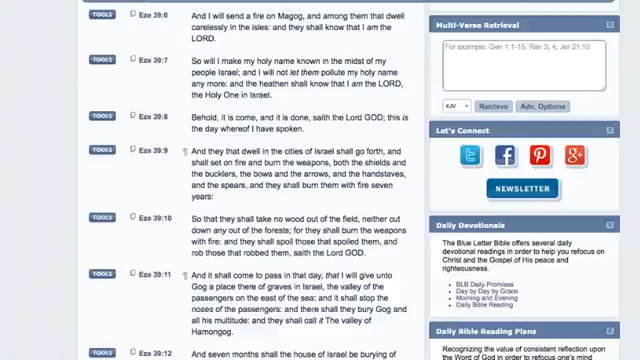 TOOLS Eze 39:6 And I will send a fire on Magog, and among them that dwell
carelessly in the isles: and they shall know that I am the
LORD.
TOOLS Eze 39:7 So will I make my holy name known in the midst of my
people Israel; and I will not let them pollute my holy name
any more: and the heathen shall know that I am the LORD,
the Holy One in Israel.
TOOLS Eze 39:8 Behold, it is come, and it is done, saith the Lord GOD; this is
the day whereof I have spoken.
TOOLS Eze 39:9 ¶ And they that dwell in the cities of Israel shall go forth, and
shall set on fire and burn the weapons, both the shields and
the bucklers, the bows and the arrows, and the handstaves,
and the spears, and they shall burn them with fire seven
years:
TOOLS Eze 39:10 So that they shall take no wood out of the field, neither cut
down any out of the forests; for they shall burn the weapons
with fire: and they shall spoil those that spoiled them, and
rob those that robbed them, saith the Lord GOD.
TOOLS Eze 39:11 ¶ And it shall come to pass in that day, that I will give unto
Gog a place there of graves in Israel, the valley of the
passengers on the east of the sea: and it shall stop the
noses of the passengers: and there shall they bury Gog and
all his multitude: and they shall call it The valley of
Hamongog.
TOOLS Eze 39:12 And seven months shall the house of Israel be burying of
Multi-Verse Retrieval
For example: Gen 1:1-15; Rev 3; 4; Jer 21:10
KJV Retrieve Adv. Options
Let's Connect
NEWSLETTER
Daily Devotionals
The Blue Letter Bible offers several daily
devotional readings in order to help you refocus on
Christ and the Gospel of His peace and
righteousness.
BLB Daily Promises
Day by Day by Grace
Morning and Evening
Daily Bible Reading
Daily Bible Reading Plans
Recognizing the value of consistent reflection upon
the Word of God in order to refocus one's mind